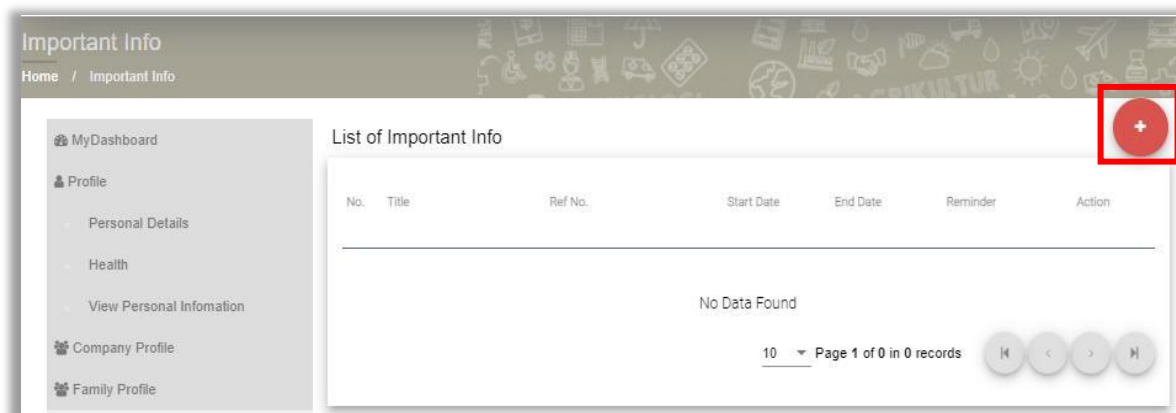 Important Info
Home / Important Info
AGRIKULTUR
MyDashboard
Profile
Personal Details
Health
View Personal Infomation
Company Profile
Family Profile
List of Important Info
+
No. Title Ref No. Start Date End Date Reminder Action
No Data Found
10 Page 1 of 0 in 0 records